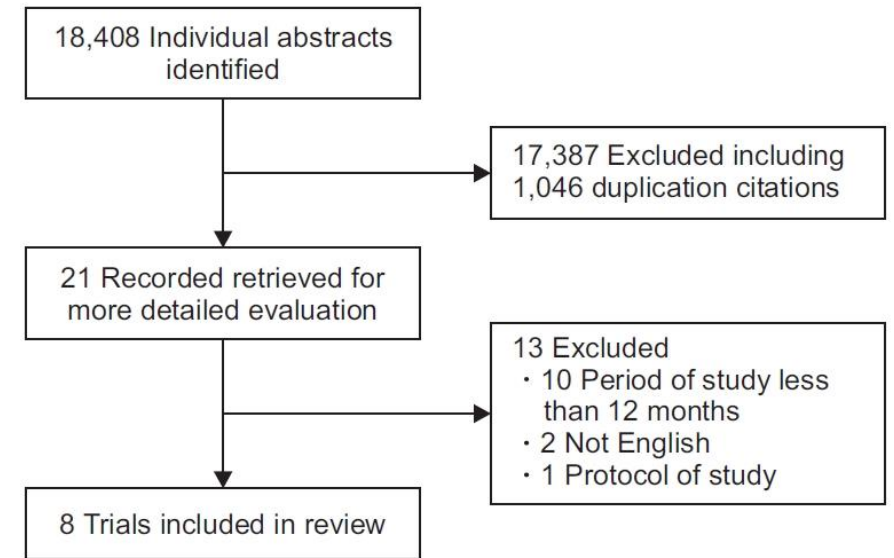 18,408 Individual abstracts
identified
17,387 Excluded including
1,046 duplication citations
21 Recorded retrieved for
more detailed evaluation
13 Excluded
· 10 Period of study less
than 12 months
· 2 Not English
· 1 Protocol of study
8 Trials included in review